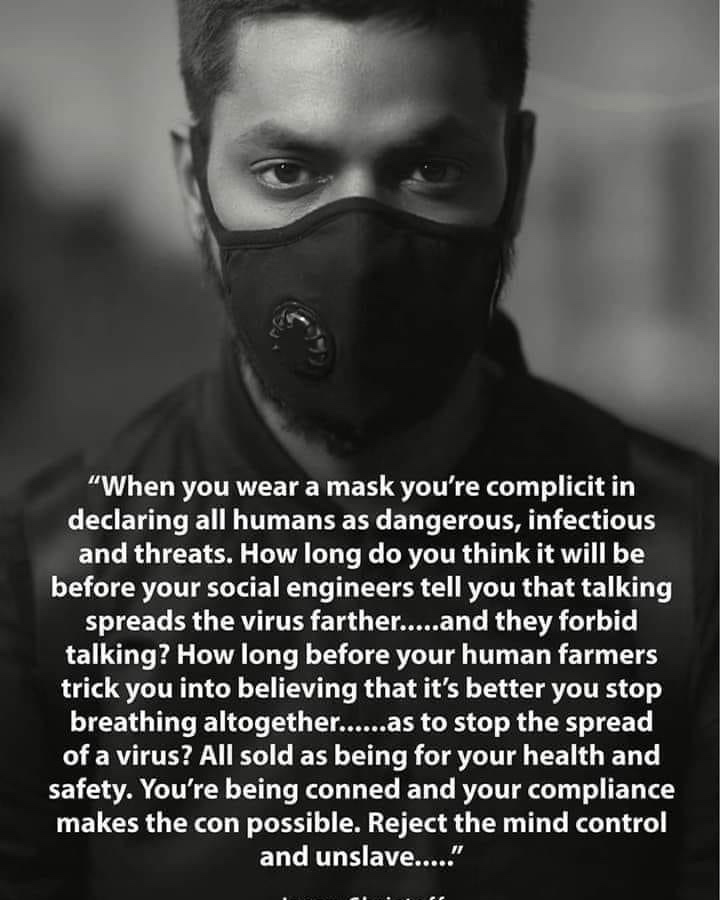 “When you wear a mask you’re complicit in
declaring all humans as dangerous, infectious
and threats. How long do you think it will be
before your social engineers tell you that talking
spreads the virus farther.....and they forbid
talking? How long before your human farmers
trick you into believing that it’s better you stop
breathing altogether......as to stop the spread
of a virus? All sold as being for your health and
safety. You’re being conned and your compliance
makes the con possible. Reject the mind control
and unslave.....”